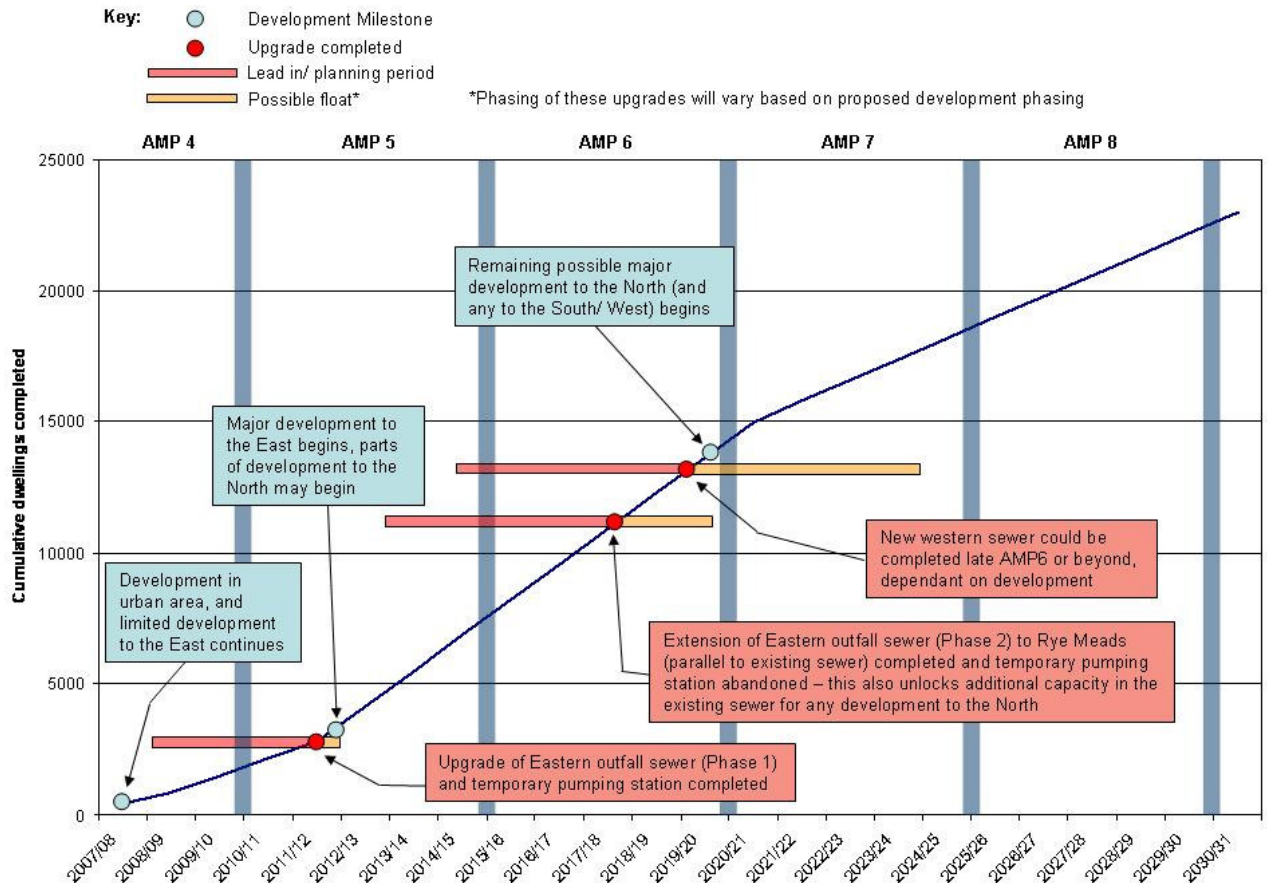 Key:
Development Milestone
Upgrade completed
Lead in/ planning period
Possible float*
*Phasing of these upgrades will vary based on proposed development phasing
AMP 4
AMP 5
AMP 6
AMP 7
AMP 8
Cumulative dwellings completed
25000
20000
15000
10000
5000
0
Remaining possible major
development to the North (and
any to the South/ West) begins
Major development to
the East begins, parts
of development to the
North may begin
Development in
urban area, and
limited development
to the East continues
New western sewer could be
completed late AMP6 or beyond,
dependant on development
Extension of Eastern outfall sewer (Phase 2) to Rye Meads
(parallel to existing sewer) completed and temporary pumping
station abandoned – this also unlocks additional capacity in the
existing sewer for any development to the North
Upgrade of Eastern outfall sewer (Phase 1)
and temporary pumping station completed
2007/08
2008/09
2009/10
2010/11
2011/12
2012/13
2013/14
2014/15
2015/16
2016/17
2017/18
2018/19
2019/20
2020/21
2021/22
2022/23
2023/24
2024/25
2025/26
2026/27
2027/28
2028/29
2029/30
2030/31